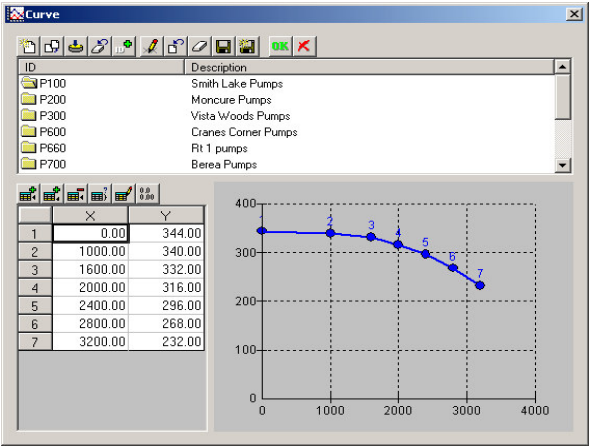 Curve
OK
ID Description
P100 Smith Lake Pumps
P200 Moncure Pumps
P300 Vista Woods Pumps
P600 Cranes Corner Pumps
P660 Rt 1 pumps
P700 Berea Pumps
0.0
0.00
X Y
1 0.00 344.00
2 1000.00 340.00
3 1600.00 332.00
4 2000.00 316.00
5 2400.00 296.00
6 2800.00 268.00
7 3200.00 232.00
400
300
200
100
0
1 2 3 4 5 6 7
0 1000 2000 3000 4000